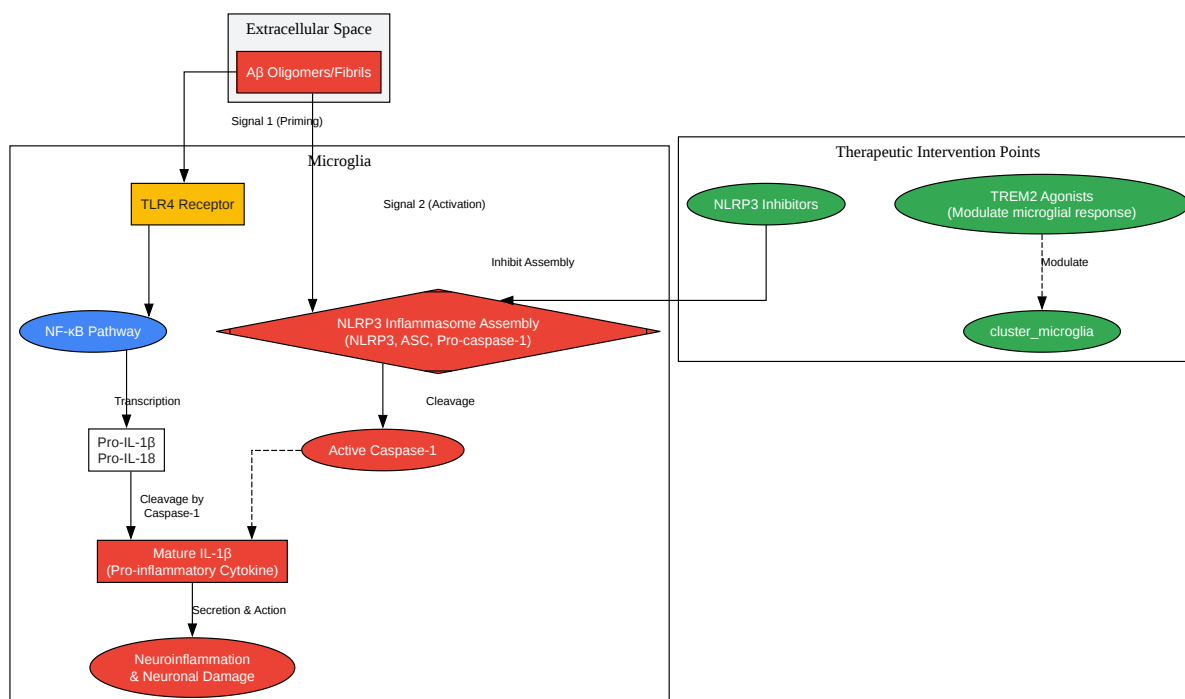 Extracellular Space
Aβ Oligomers/Fibrils
Signal 1 (Priming)
Microglia
TLR4 Receptor
Signal 2 (Activation)
NF-κB Pathway
NLRP3 Inflammasome Assembly
(NLRP3, ASC, Pro-caspase-1)
Transcription
Cleavage
Pro-IL-1β
Pro-IL-18
Active Caspase-1
Cleavage by
Caspase-1
Mature IL-1β
(Pro-inflammatory Cytokine)
Secretion & Action
Neuroinflammation
& Neuronal Damage
Therapeutic Intervention Points
NLRP3 Inhibitors
TREM2 Agonists
(Modulate microglial response)
Inhibit Assembly
Modulate
cluster_microglia